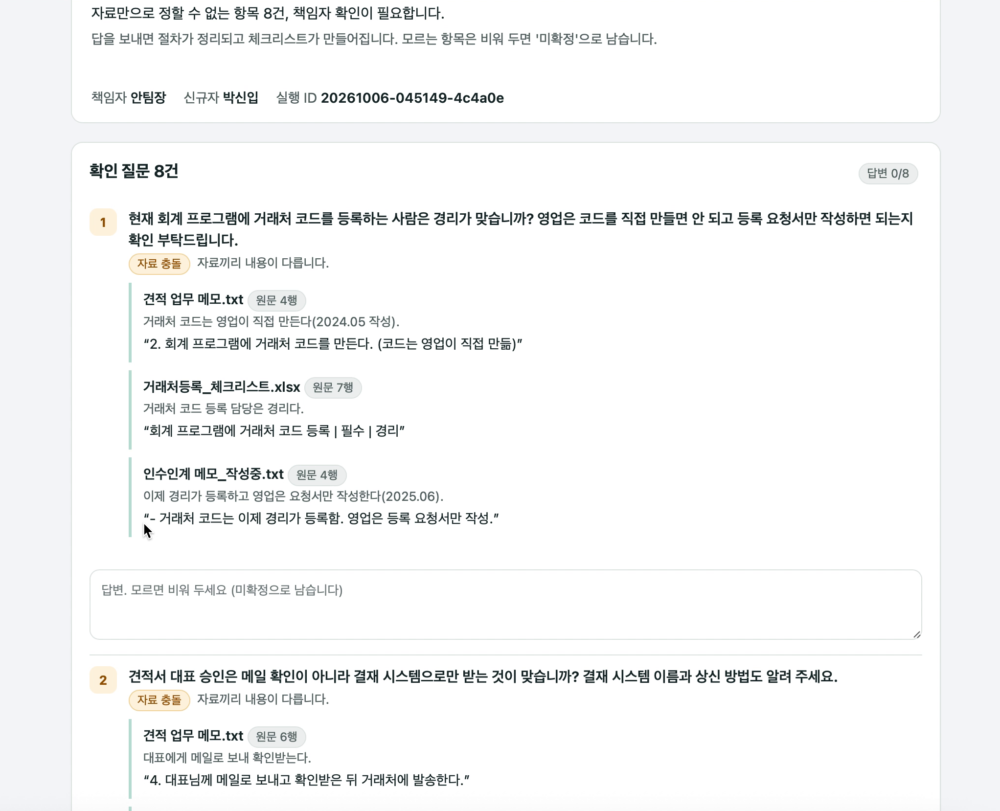 자료만으로 정할 수 없는 항목 8건, 책임자 확인이 필요합니다.
답을 보내면 절차가 정리되고 체크리스트가 만들어집니다. 모르는 항목은 비워 두면 '미확정'으로 남습니다.
책임자 안팀장 신규자 박신입 실행 ID 20261006-045149-4c4a0e
확인 질문 8건
답변 0/8
1 현재 회계 프로그램에 거래처 코드를 등록하는 사람은 경리가 맞습니까? 영업은 코드를 직접 만들면 안 되고 등록 요청서만 작성하면 되는지
확인 부탁드립니다.
자료 충돌 자료끼리 내용이 다릅니다.
견적 업무 메모.txt 원문 4행
거래처 코드는 영업이 직접 만든다(2024.05 작성).
“2. 회계 프로그램에 거래처 코드를 만든다. (코드는 영업이 직접 만듦)”
거래처등록_체크리스트.xlsx 원문 7행
거래처 코드 등록 담당은 경리다.
“회계 프로그램에 거래처 코드 등록 | 필수 | 경리”
인수인계 메모_작성중.txt 원문 4행
이제 경리가 등록하고 영업은 요청서만 작성한다(2025.06).
“- 거래처 코드는 이제 경리가 등록함. 영업은 등록 요청서만 작성.”
답변. 모르면 비워 두세요 (미확정으로 남습니다)
2 견적서 대표 승인은 메일 확인이 아니라 결재 시스템으로만 받는 것이 맞습니까? 결재 시스템 이름과 상신 방법도 알려 주세요.
자료 충돌 자료끼리 내용이 다릅니다.
견적 업무 메모.txt 원문 6행
대표에게 메일로 보내 확인받는다.
“4. 대표님께 메일로 보내고 확인받은 뒤 거래처에 발송한다.”